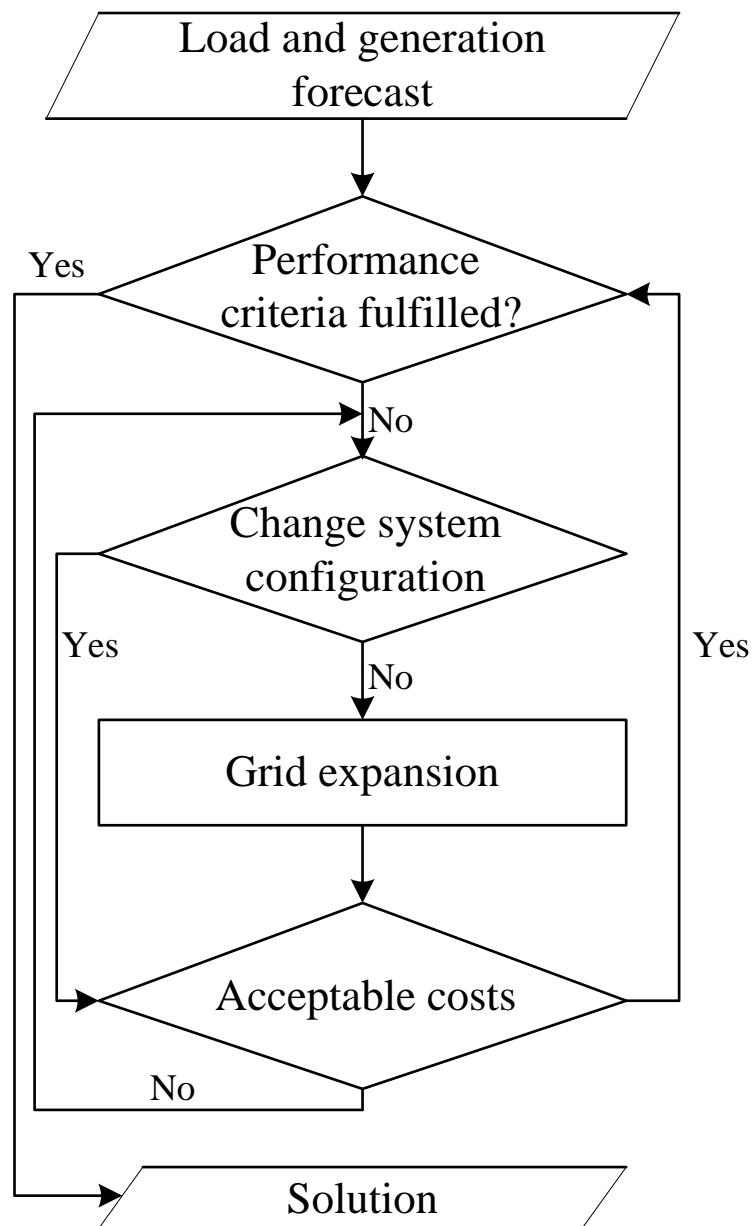 Load and generation
forecast
Yes
Performance
criteria fulfilled?
No
Change system
configuration
Yes
Yes
No
Grid expansion
Acceptable costs
No
Solution